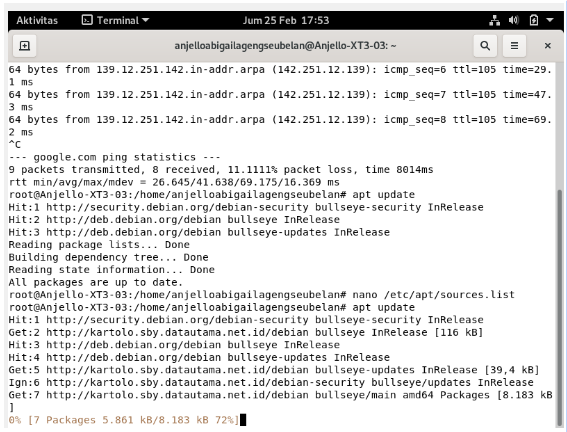 Aktivitas
Terminal
Jum 25 Feb 17:53
anjelloabigailagengseubelan@Anjello-XT3-03: ~
64 bytes from 139.12.251.142.in-addr.arpa (142.251.12.139): icmp_seq=6 ttl=105 time=29.
1 ms
64 bytes from 139.12.251.142.in-addr.arpa (142.251.12.139): icmp_seq=7 ttl=105 time=47.
3 ms
64 bytes from 139.12.251.142.in-addr.arpa (142.251.12.139): icmp_seq=8 ttl=105 time=69.
2 ms
^C
--- google.com ping statistics ---
9 packets transmitted, 8 received, 11.1111% packet loss, time 8014ms
rtt min/avg/max/mdev = 26.645/41.638/69.175/16.369 ms
root@Anjello-XT3-03:/home/anjelloabigailagengseubelan# apt update
Hit:1 http://security.debian.org/debian-security bullseye-security InRelease
Hit:2 http://deb.debian.org/debian bullseye InRelease
Hit:3 http://deb.debian.org/debian bullseye-updates InRelease
Reading package lists... Done
Building dependency tree... Done
Reading state information... Done
All packages are up to date.
root@Anjello-XT3-03:/home/anjelloabigailagengseubelan# nano /etc/apt/sources.list
root@Anjello-XT3-03:/home/anjelloabigailagengseubelan# apt update
Hit:1 http://security.debian.org/debian-security bullseye-security InRelease
Get:2 http://kartolo.sby.datautama.net.id/debian bullseye InRelease [116 kB]
Hit:3 http://deb.debian.org/debian bullseye InRelease
Hit:4 http://deb.debian.org/debian bullseye-updates InRelease
Get:5 http://kartolo.sby.datautama.net.id/debian bullseye-updates InRelease [39,4 kB]
Ign:6 http://kartolo.sby.datautama.net.id/debian-security bullseye/updates InRelease
Get:7 http://kartolo.sby.datautama.net.id/debian bullseye/main amd64 Packages [8.183 kB
]
0% [7 Packages 5.861 kB/8.183 kB 72%]